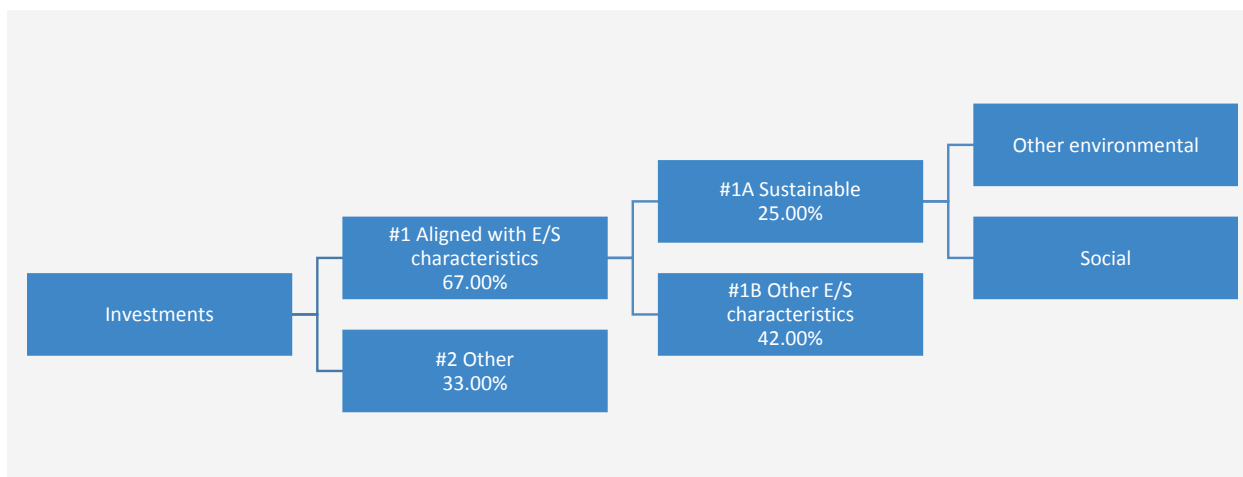 Investments
#1 Aligned with E/S
characteristics
67.00%
#2 Other
33.00%
#1A Sustainable
25.00%
#1B Other E/S
characteristics
42.00%
Other environmental
Social